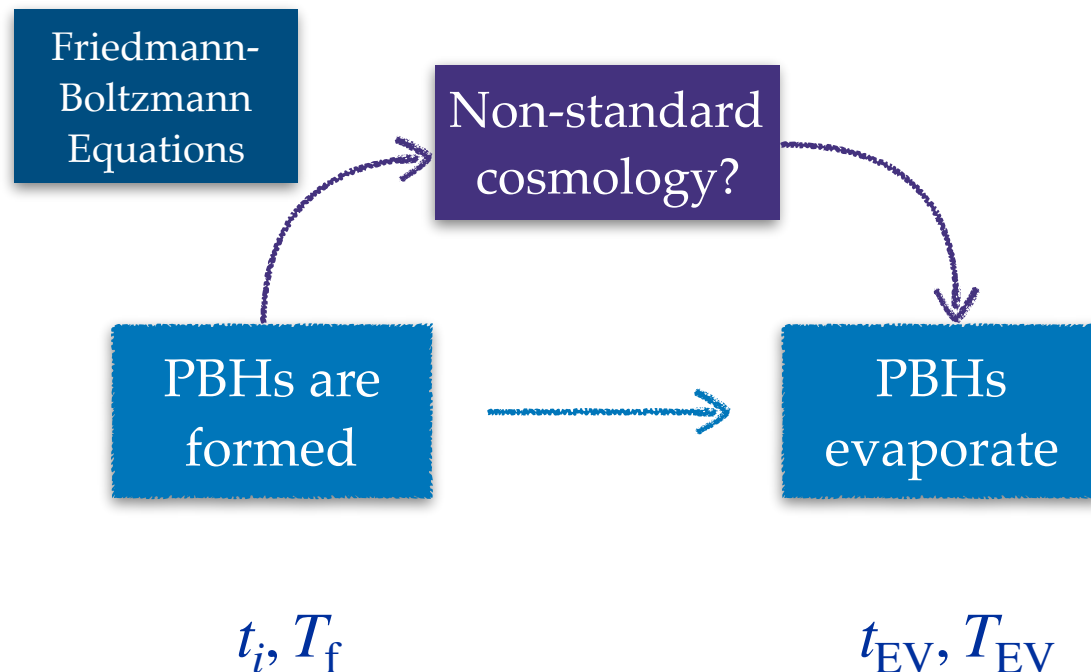 Friedmann-
Boltzmann
Equations
Non-standard
cosmology?
PBHs are
formed
PBHs
evaporate
t_i, T_f
t_EV, T_EV